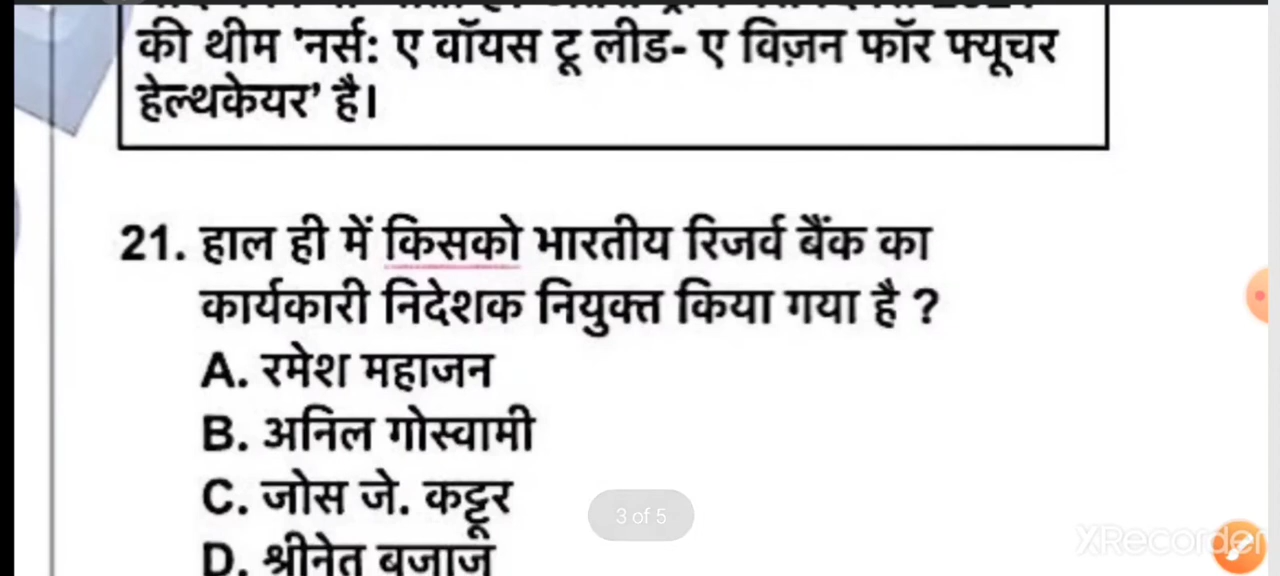 की थीम 'नर्स: ए वॉयस टू लीड- ए विज़न फॉर फ्यूचर
हेल्थकेयर' है।
21. हाल ही में किसको भारतीय रिजर्व बैंक का
कार्यकारी निदेशक नियुक्त किया गया है ?
A. रमेश महाजन
B. अनिल गोस्वामी
C. जोस जे. कट्टूर
3 of 5
D. श्रीनेत बजाज
XRecorder